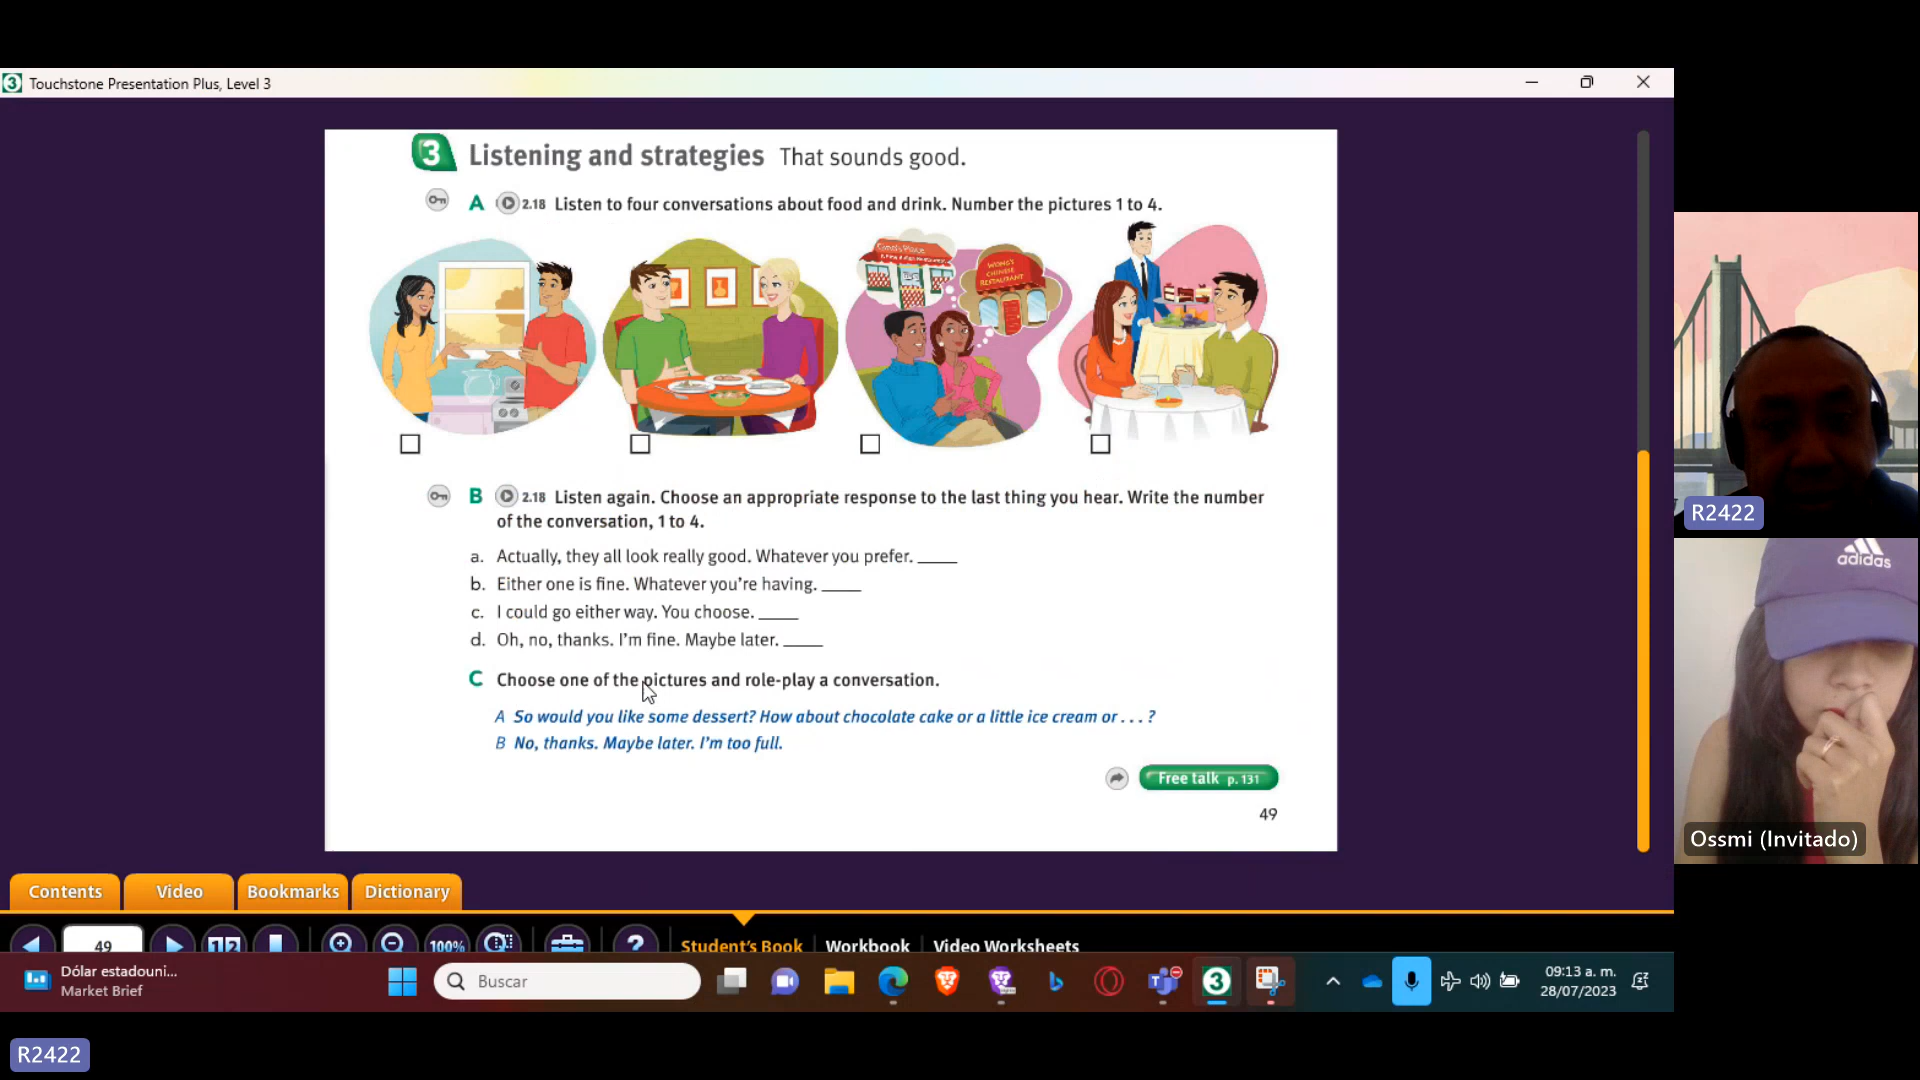 3 Touchstone Presentation Plus, Level 3
3 Listening and strategies That sounds good.
A 2.18 Listen to four conversations about food and drink. Number the pictures 1 to 4.
WONG'S
CHINESE
RESTAURANT
B 2.18 Listen again. Choose an appropriate response to the last thing you hear. Write the number
of the conversation, 1 to 4.
a. Actually, they all look really good. Whatever you prefer. ____
b. Either one is fine. Whatever you're having. ____
c. I could go either way. You choose. ____
d. Oh, no, thanks. I'm fine. Maybe later. ____
C Choose one of the pictures and role-play a conversation.
A So would you like some dessert? How about chocolate cake or a little ice cream or . . . ?
B No, thanks. Maybe later. I'm too full.
Free talk p. 131
49
R2422
adidas
Ossmi (Invitado)
Contents Video Bookmarks Dictionary
49 12 100% ? Student's Book Workbook Video Worksheets
Dólar estadouni...
Market Brief
Buscar
3
09:13 a. m.
28/07/2023
R2422